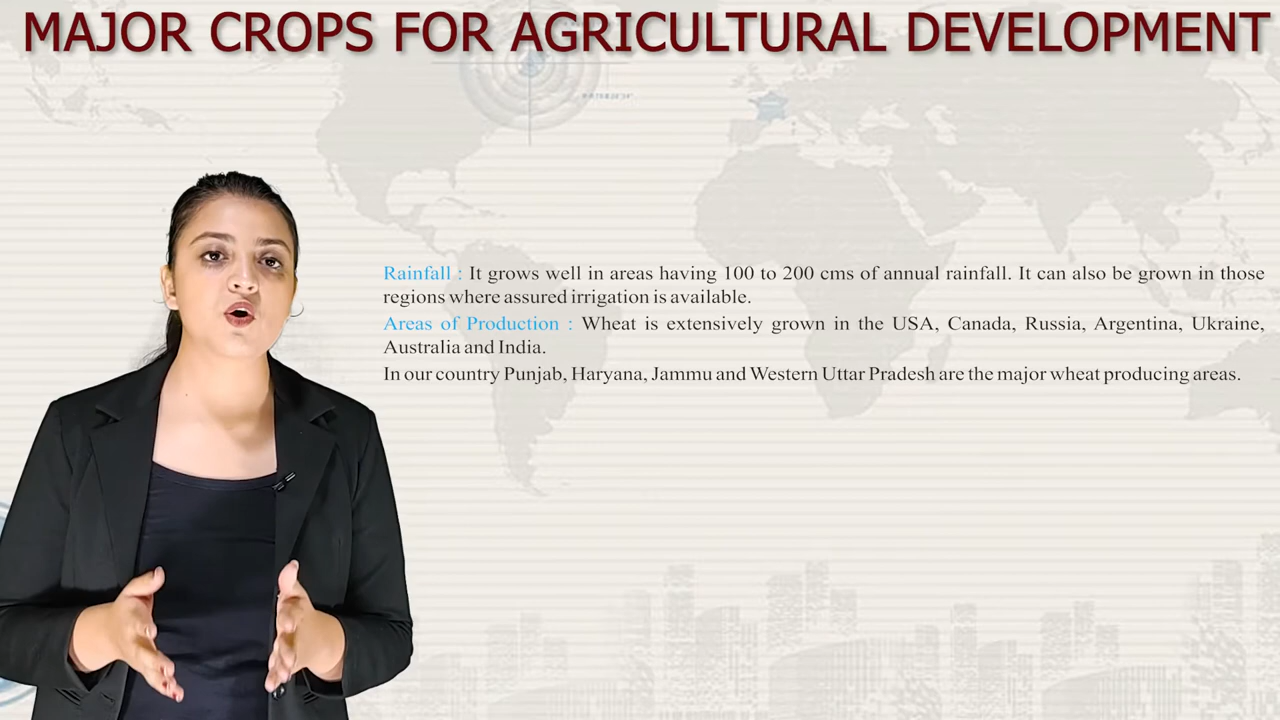 MAJOR CROPS FOR AGRICULTURAL DEVELOPMENT
Rainfall : It grows well in areas having 100 to 200 cms of annual rainfall. It can also be grown in those
regions where assured irrigation is available.
Areas of Production : Wheat is extensively grown in the USA, Canada, Russia, Argentina, Ukraine,
Australia and India.
In our country Punjab, Haryana, Jammu and Western Uttar Pradesh are the major wheat producing areas.